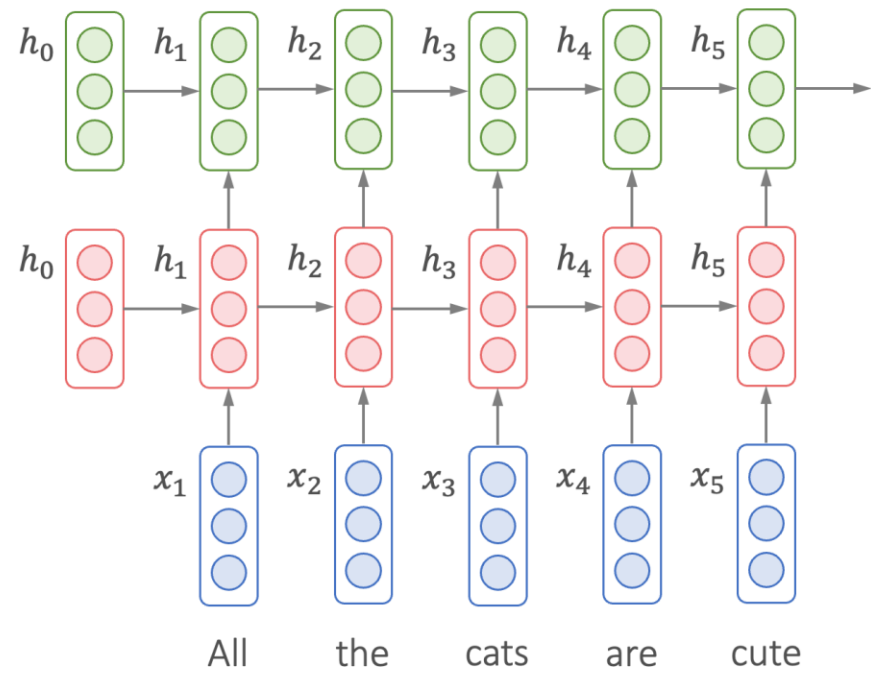 h₀ h₁ h₂ h₃ h₄ h₅
h₀ h₁ h₂ h₃ h₄ h₅
x₁ x₂ x₃ x₄ x₅
All the cats are cute